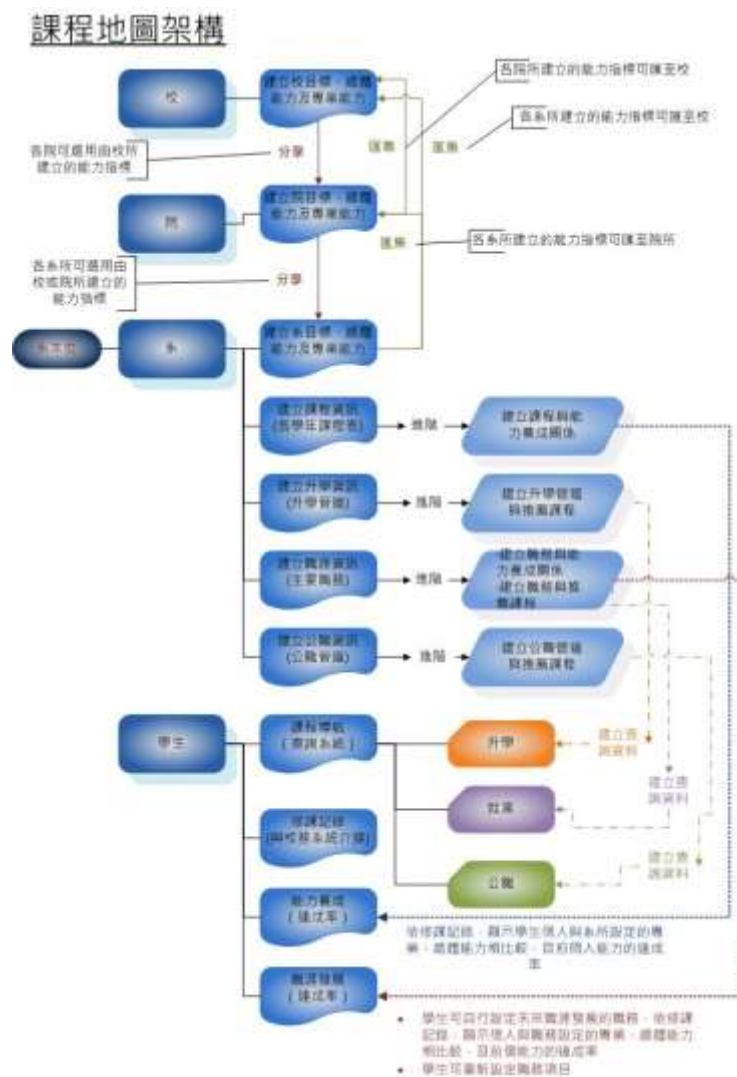 課程地圖架構
校
建立校目標、總體
能力及專業能力
各院所建立的能力指標可匯至校
各系所建立的能力指標可匯至校
各院可選用由校所
建立的能力指標
分享
匯集
匯集
院
建立院目標、總體
能力及專業能力
匯集
各系所建立的能力指標可匯至院所
各系所可選用由
校或院所建立的
能力指標
分享
系
建立系目標、總體
能力及專業能力
建立課程資訊
(各學年課程表)
進階
建立課程與能
力養成關係
建立升學資訊
(升學管道)
進階
建立升學管道
與推薦課程
建立職涯資訊
(主要職務)
進階
建立職務與能
力養成關係
建立職務與推
薦課程
建立公職資訊
(公職管道)
進階
建立公職管道
與推薦課程
學生
課程導航
(查詢系統)
升學
建立查
詢資料
就業
建立查
詢資料
修課記錄
(與校務系統介接)
公職
建立查
詢資料
能力養成
(達成率)
依修課記錄，顯示學生個人與系所設定的專
業、總體能力相比較，目前個人能力的達成
率
職涯發展
(達成率)
• 學生可自行設定未來職涯發展的職務，依修課
記錄，顯示個人與職務設定的專業、總體能力
相比較，目前個能力的達成率
• 學生可重新設定職務項目